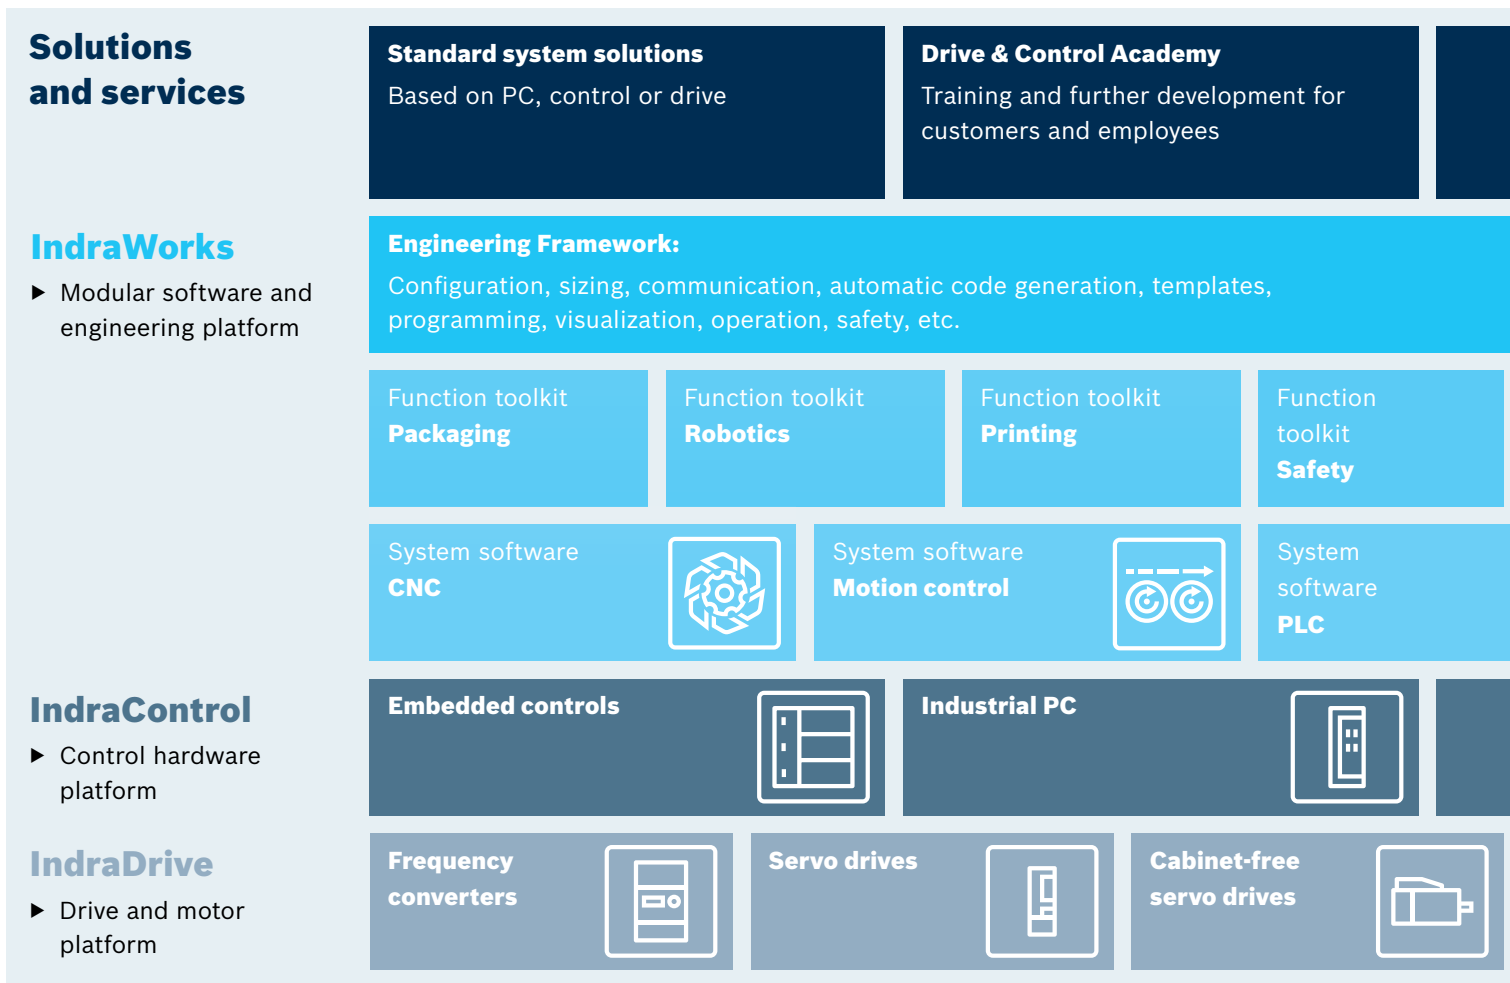 Solutions
and services
Standard system solutions
Based on PC, control or drive
Drive & Control Academy
Training and further development for
customers and employees
IndraWorks
▶ Modular software and
engineering platform
Engineering Framework:
Configuration, sizing, communication, automatic code generation, templates,
programming, visualization, operation, safety, etc.
Function toolkit
Packaging
Function toolkit
Robotics
Function toolkit
Printing
Function
toolkit
Safety
System software
CNC
System software
Motion control
System
software
PLC
IndraControl
▶ Control hardware
platform
Embedded controls
Industrial PC
IndraDrive
▶ Drive and motor
platform
Frequency
converters
Servo drives
Cabinet-free
servo drives